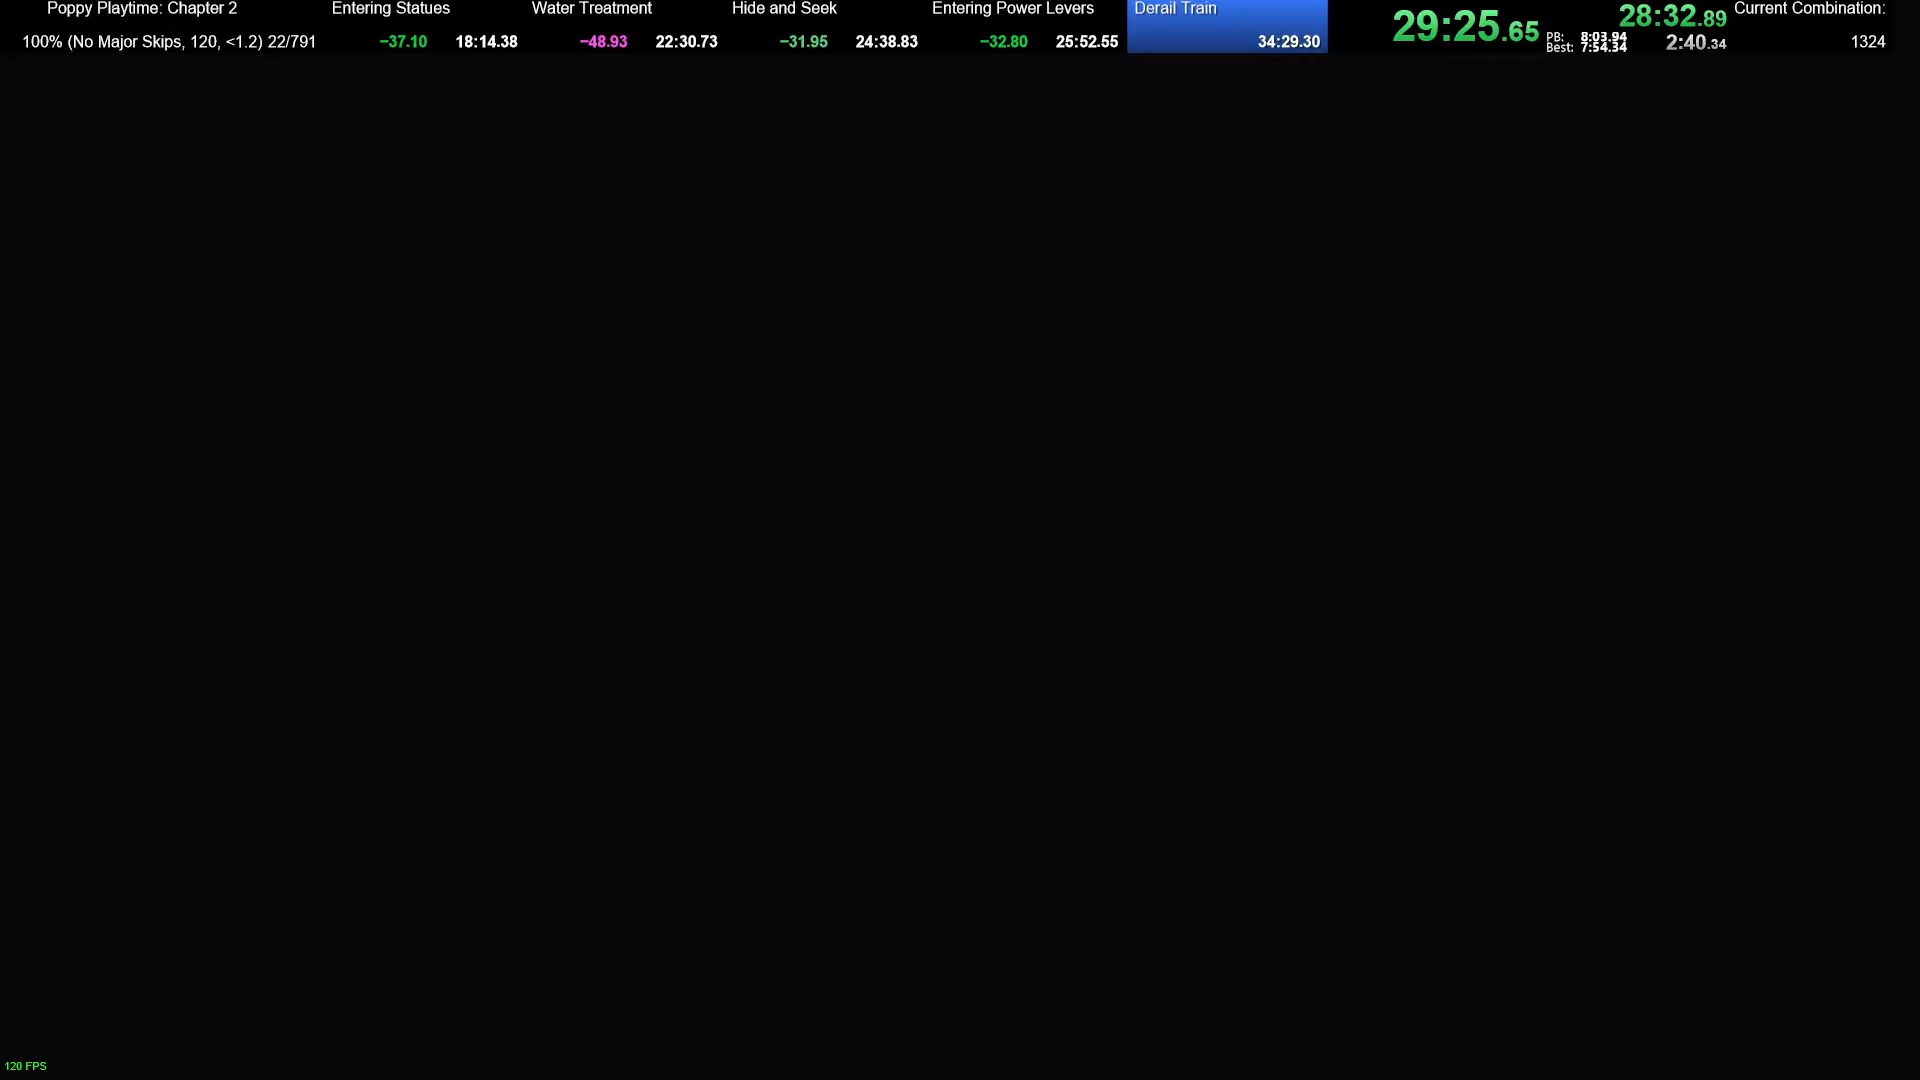 Poppy Playtime: Chapter 2
100% (No Major Skips, 120, <1.2) 22/791
Entering Statues
−37.10 18:14.38
Water Treatment
−48.93 22:30.73
Hide and Seek
−31.95 24:38.83
Entering Power Levers
−32.80 25:52.55
Derail Train
34:29.30
29:25.65
28:32.89
PB: 8:03.94
Best: 7:54.34
2:40.34
Current Combination:
1324
120 FPS